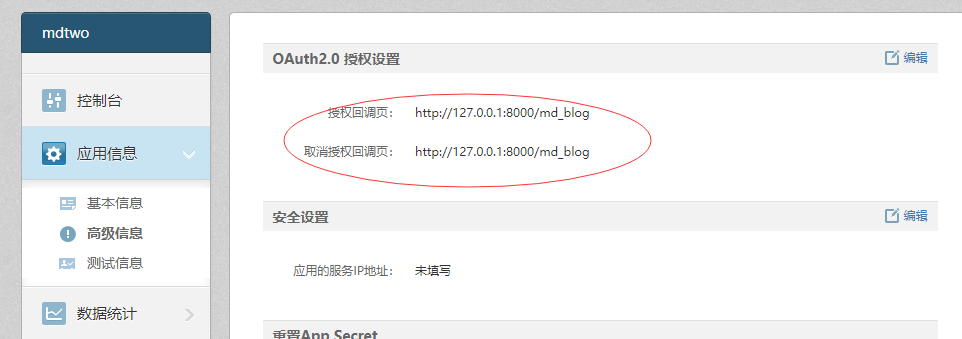 mdtwo
控制台
应用信息
基本信息
高级信息
测试信息
数据统计
OAuth2.0 授权设置
编辑
授权回调页： http://127.0.0.1:8000/md_blog
取消授权回调页： http://127.0.0.1:8000/md_blog
安全设置
编辑
应用的服务IP地址： 未填写
重置App Secret